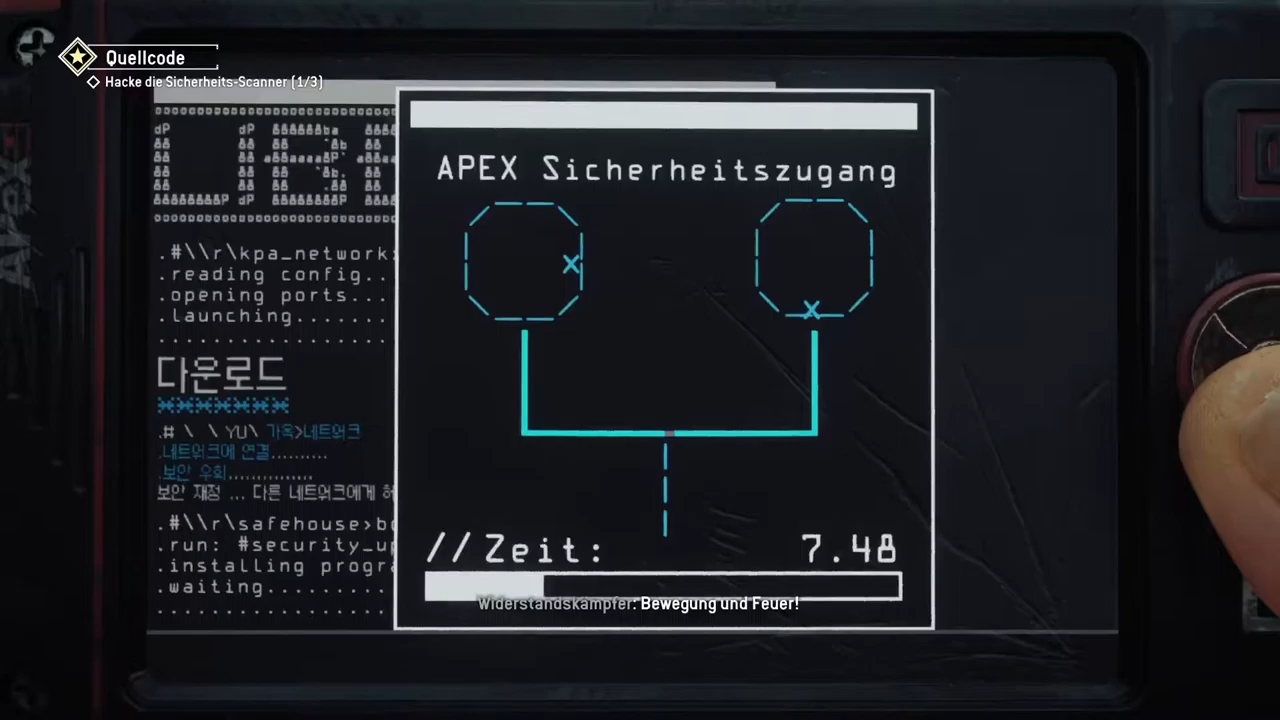 Quellcode
Hacke die Sicherheits-Scanner (1/3)
APEX Sicherheitszugang
.#\\r\kpa_network
.reading config...
.opening ports...
.launching.......
다운로드
.# \ \ YU\ 가옥>네트워크
.네트워크에 연결..........
.보안 우회...............
보안 재정 ... 다른 네트워크에게 허
.#\\r\safehouse>bo
.run: #security_up
.installing progra
.waiting..........
//Zeit: 7.48
Widerstandskämpfer: Bewegung und Feuer!
APEX